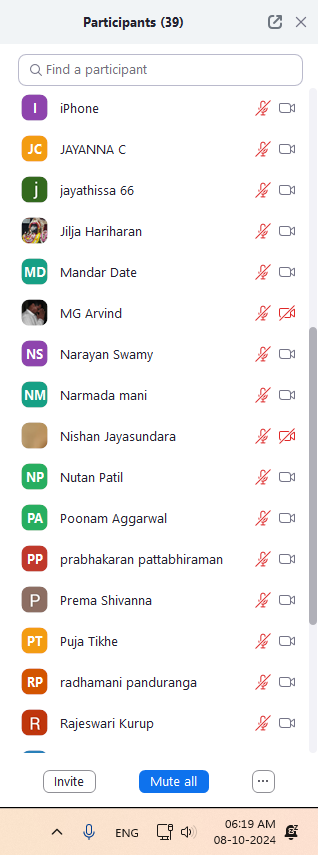 Participants (39)
Find a participant
I iPhone
JC JAYANNA C
j jayathissa 66
Jilja Hariharan
MD Mandar Date
MG Arvind
NS Narayan Swamy
NM Narmada mani
Nishan Jayasundara
NP Nutan Patil
PA Poonam Aggarwal
PP prabhakaran pattabhiraman
P Prema Shivanna
PT Puja Tikhe
RP radhamani panduranga
R Rajeswari Kurup
Invite Mute all ...
ENG 06:19 AM
08-10-2024